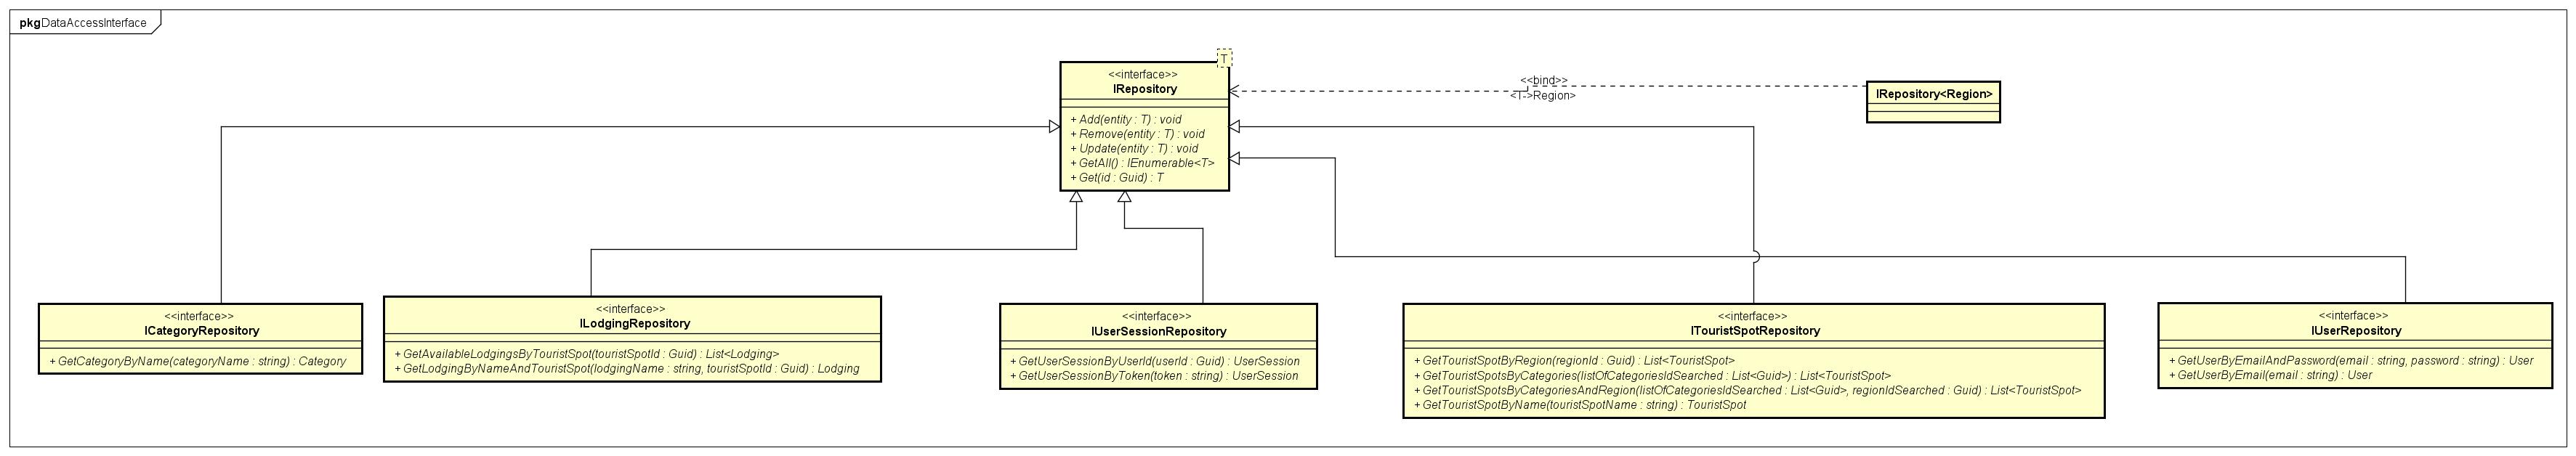 pkg DataAccessInterface
T
<<interface>>
IRepository
+ Add(entity : T) : void
+ Remove(entity : T) : void
+ Update(entity : T) : void
+ GetAll() : IEnumerable<T>
+ Get(id : Guid) : T
<<bind>>
<T->Region>
IRepository<Region>
<<interface>>
ICategoryRepository
+ GetCategoryByName(categoryName : string) : Category
<<interface>>
ILodgingRepository
+ GetAvailableLodgingsByTouristSpot(touristSpotId : Guid) : List<Lodging>
+ GetLodgingByNameAndTouristSpot(lodgingName : string, touristSpotId : Guid) : Lodging
<<interface>>
IUserSessionRepository
+ GetUserSessionByUserId(userId : Guid) : UserSession
+ GetUserSessionByToken(token : string) : UserSession
<<interface>>
ITouristSpotRepository
+ GetTouristSpotByRegion(regionId : Guid) : List<TouristSpot>
+ GetTouristSpotsByCategories(listOfCategoriesIdSearched : List<Guid>) : List<TouristSpot>
+ GetTouristSpotsByCategoriesAndRegion(listOfCategoriesIdSearched : List<Guid>, regionIdSearched : Guid) : List<TouristSpot>
+ GetTouristSpotByName(touristSpotName : string) : TouristSpot
<<interface>>
IUserRepository
+ GetUserByEmailAndPassword(email : string, password : string) : User
+ GetUserByEmail(email : string) : User